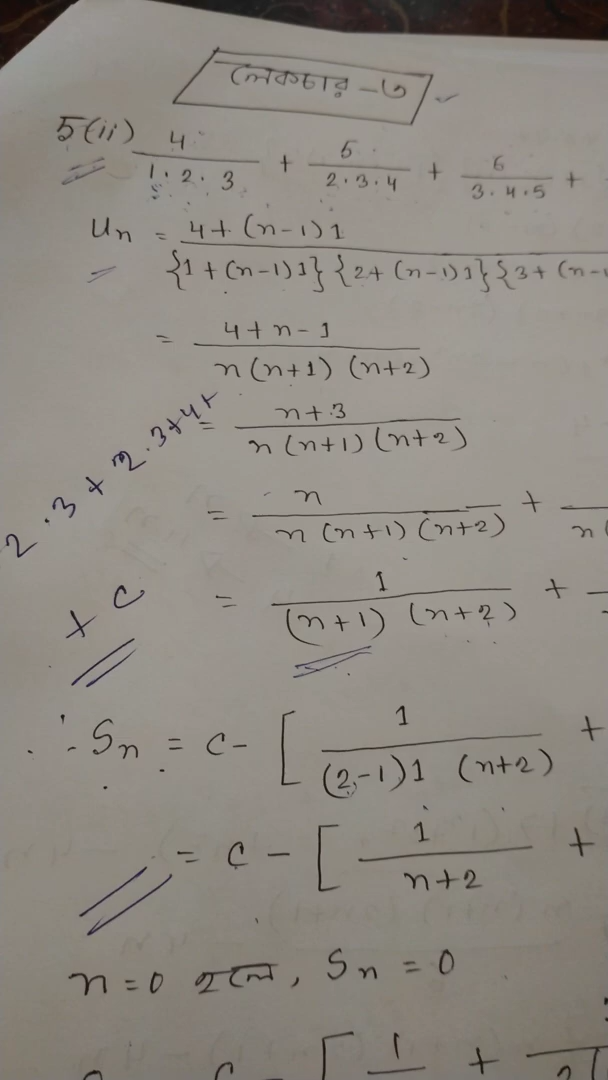 লেকচার -৩
5(ii) 4/(1.2.3) + 5/(2.3.4) + 6/(3.4.5) +
Un = 4+(n-1)1 / {1+(n-1)1}{2+(n-1)1}{3+(n-
= 4+n-1 / n(n+1)(n+2)
2.3+2.3+4+
= n+3 / n(n+1)(n+2)
= n / n(n+1)(n+2) + / n(
+ C
= 1 / (n+1)(n+2) +
∴ Sn = C - [ 1 / (2-1)1 (n+2) +
= C - [ 1 / n+2 +
n=0 হলে, Sn = 0
C [ 1 + 2(